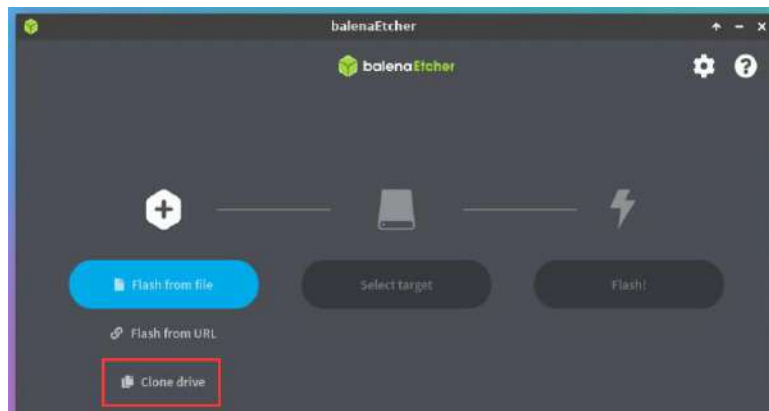 balenaEtcher
balenaEtcher
Flash from file
Select target
Flash!
Flash from URL
Clone drive